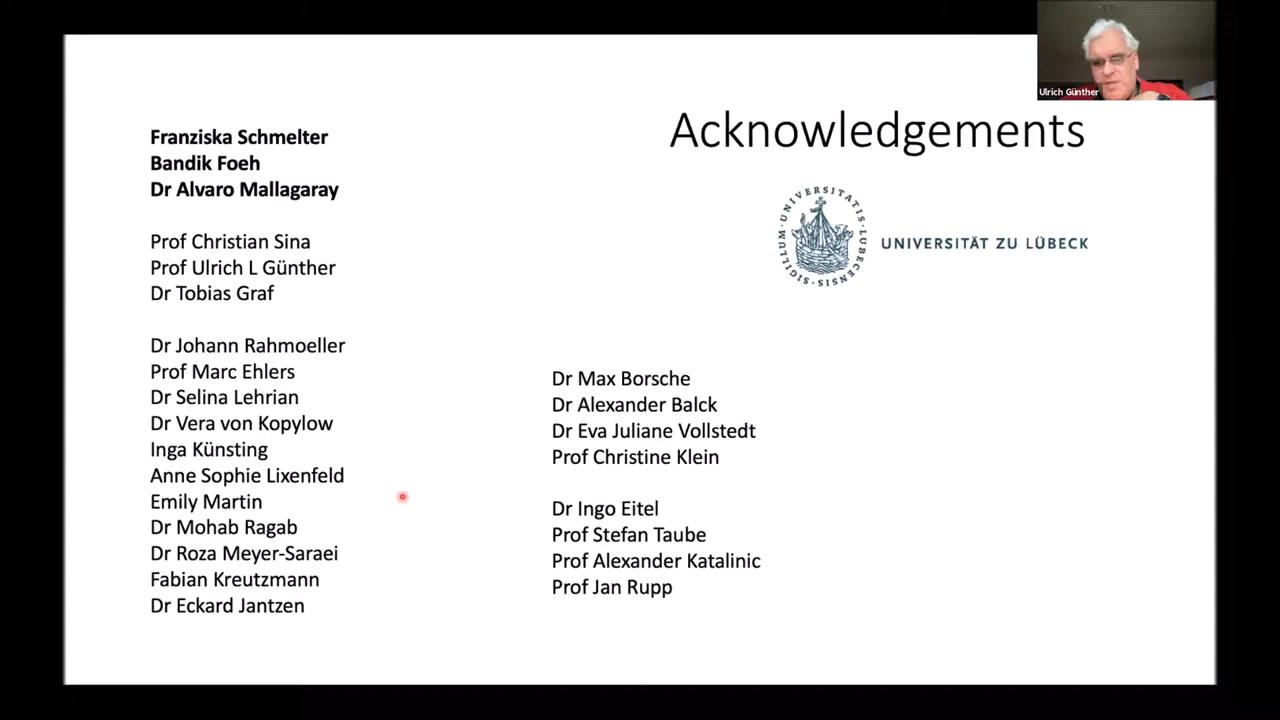 Ulrich Günther
Acknowledgements
Franziska Schmelter
Bandik Foeh
Dr Alvaro Mallagaray
SIGILLUM·UNIVERSITATIS·LUBECENSIS
UNIVERSITÄT ZU LÜBECK
Prof Christian Sina
Prof Ulrich L Günther
Dr Tobias Graf
Dr Johann Rahmoeller
Prof Marc Ehlers
Dr Selina Lehrian
Dr Vera von Kopylow
Inga Künsting
Anne Sophie Lixenfeld
Emily Martin
Dr Mohab Ragab
Dr Roza Meyer-Saraei
Fabian Kreutzmann
Dr Eckard Jantzen
Dr Max Borsche
Dr Alexander Balck
Dr Eva Juliane Vollstedt
Prof Christine Klein
Dr Ingo Eitel
Prof Stefan Taube
Prof Alexander Katalinic
Prof Jan Rupp